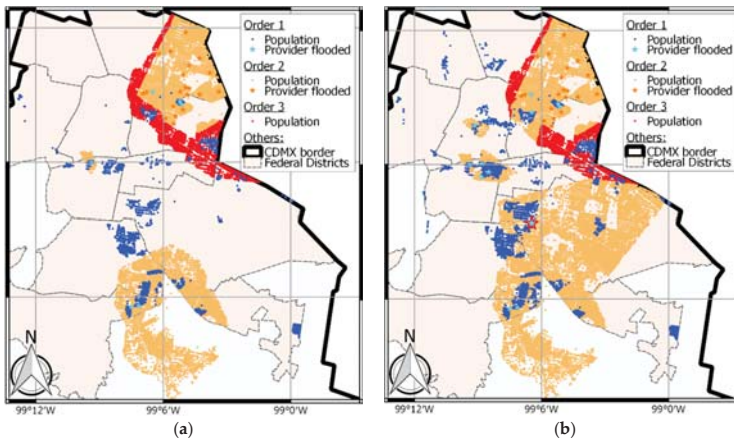 Order 1
Population
Provider flooded
Order 2
Population
Provider flooded
Order 3
Population
Others:
CDMX border
Federal Districts
N
99°12'W
99°6'W
99°0'W
(a)
Order 1
Population
Provider flooded
Order 2
Population
Provider flooded
Order 3
Population
Others:
CDMX border
Federal Districts
N
99°12'W
99°6'W
99°0'W
(b)